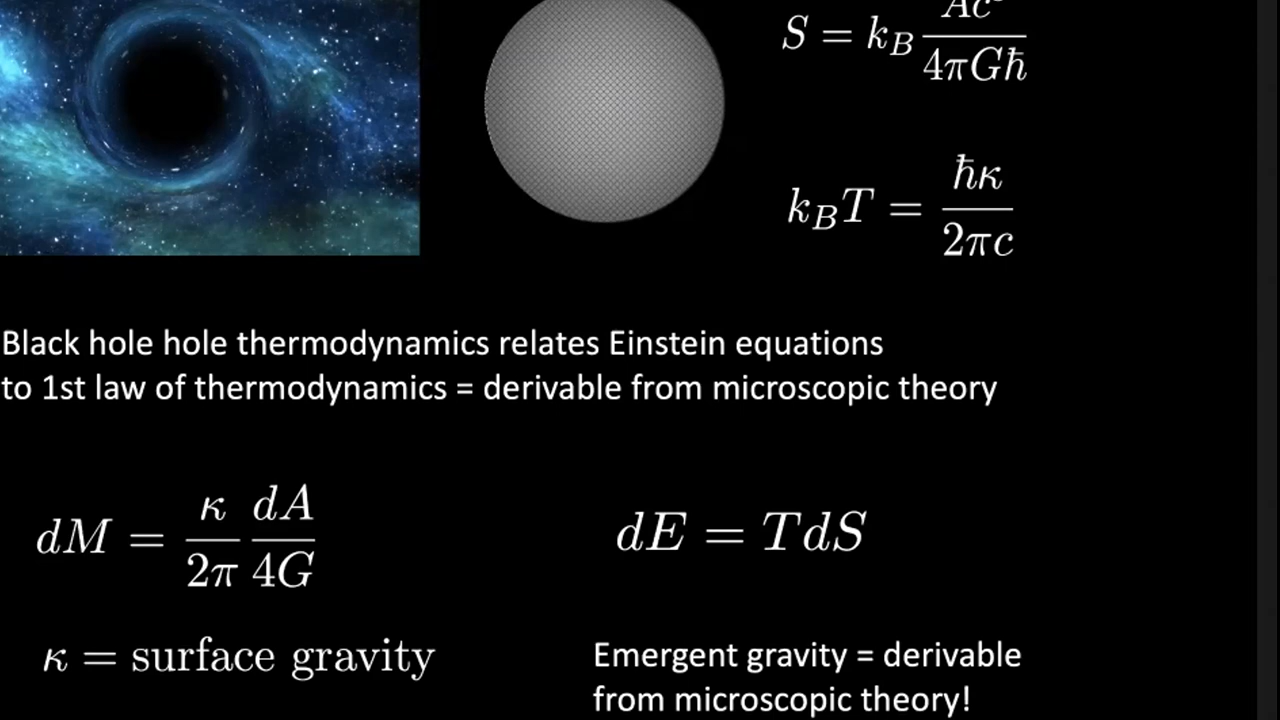 S = k_B Ac³ / 4πGħ
k_BT = ħκ / 2πc
Black hole hole thermodynamics relates Einstein equations
to 1st law of thermodynamics = derivable from microscopic theory
dM = κ/2π dA/4G
dE = TdS
κ = surface gravity
Emergent gravity = derivable
from microscopic theory!